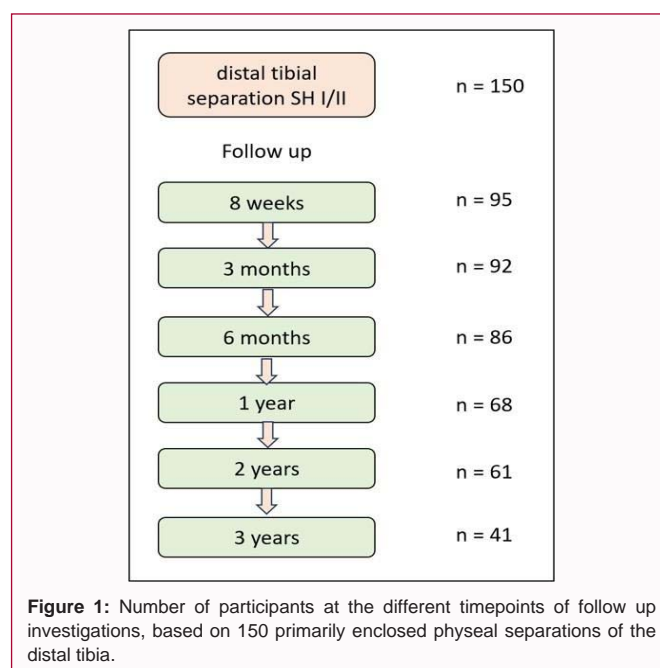 distal tibial
separation SH I/II
n = 150
Follow up
8 weeks
n = 95
3 months
n = 92
6 months
n = 86
1 year
n = 68
2 years
n = 61
3 years
n = 41
Figure 1: Number of participants at the different timepoints of follow up
investigations, based on 150 primarily enclosed physeal separations of the
distal tibia.